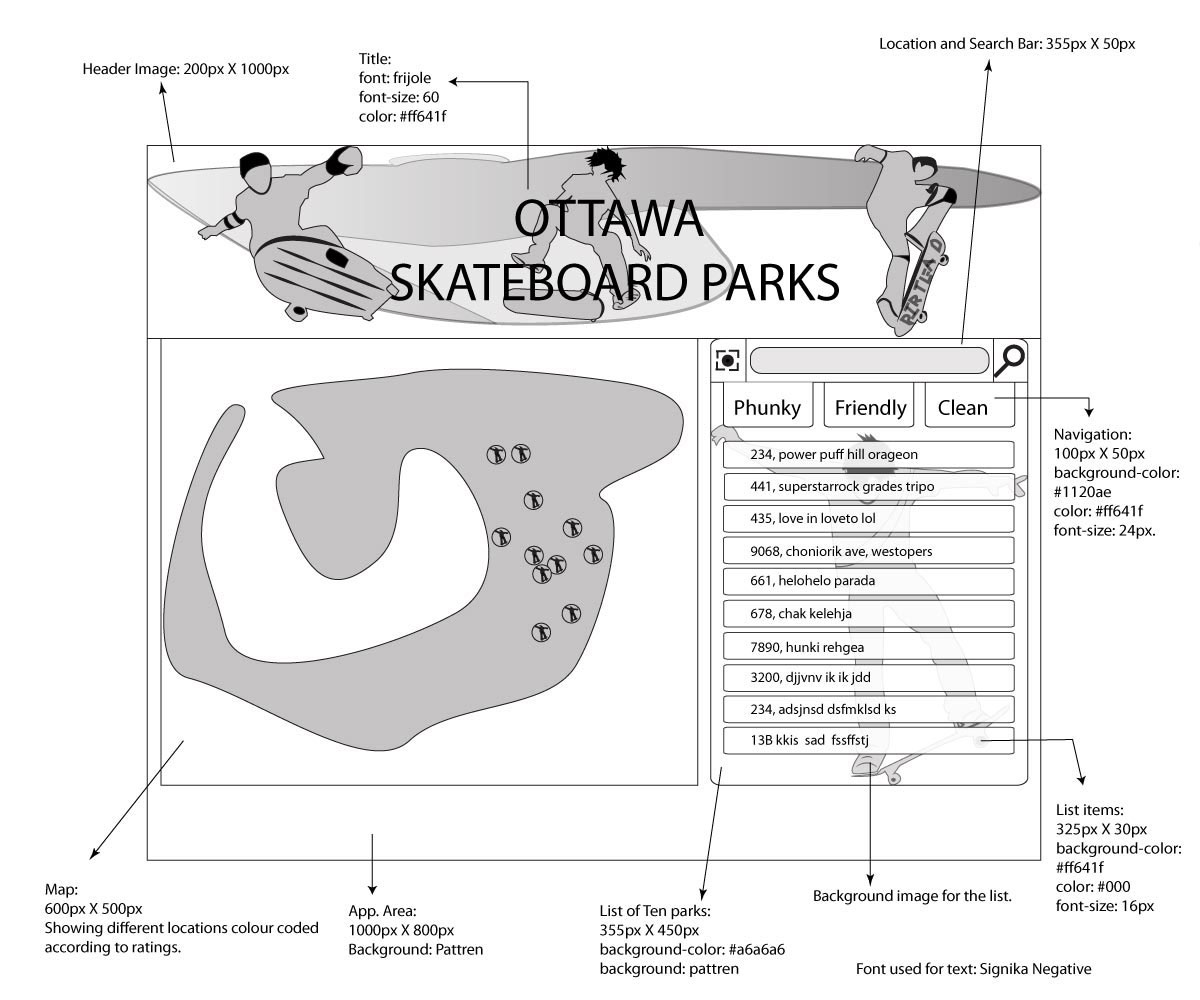 Header Image: 200px X 1000px
Title:
font: frijole
font-size: 60
color: #ff641f
Location and Search Bar: 355px X 50px
OTTAWA
SKATEBOARD PARKS
Phunky
Friendly
Clean
234, power puff hill orageon
441, superstarrock grades tripo
435, love in loveto lol
9068, choniorik ave, westopers
661, helohelo parada
678, chak kelehja
7890, hunki rehgea
3200, djjvnv ik ik jdd
234, adsjnsd dsfmklsd ks
13B kkis sad fssffstj
Navigation:
100px X 50px
background-color:
#1120ae
color: #ff641f
font-size: 24px.
List items:
325px X 30px
background-color:
#ff641f
color: #000
font-size: 16px
Map:
600px X 500px
Showing different locations colour coded
according to ratings.
App. Area:
1000px X 800px
Background: Pattren
List of Ten parks:
355px X 450px
background-color: #a6a6a6
background: pattren
Background image for the list.
Font used for text: Signika Negative